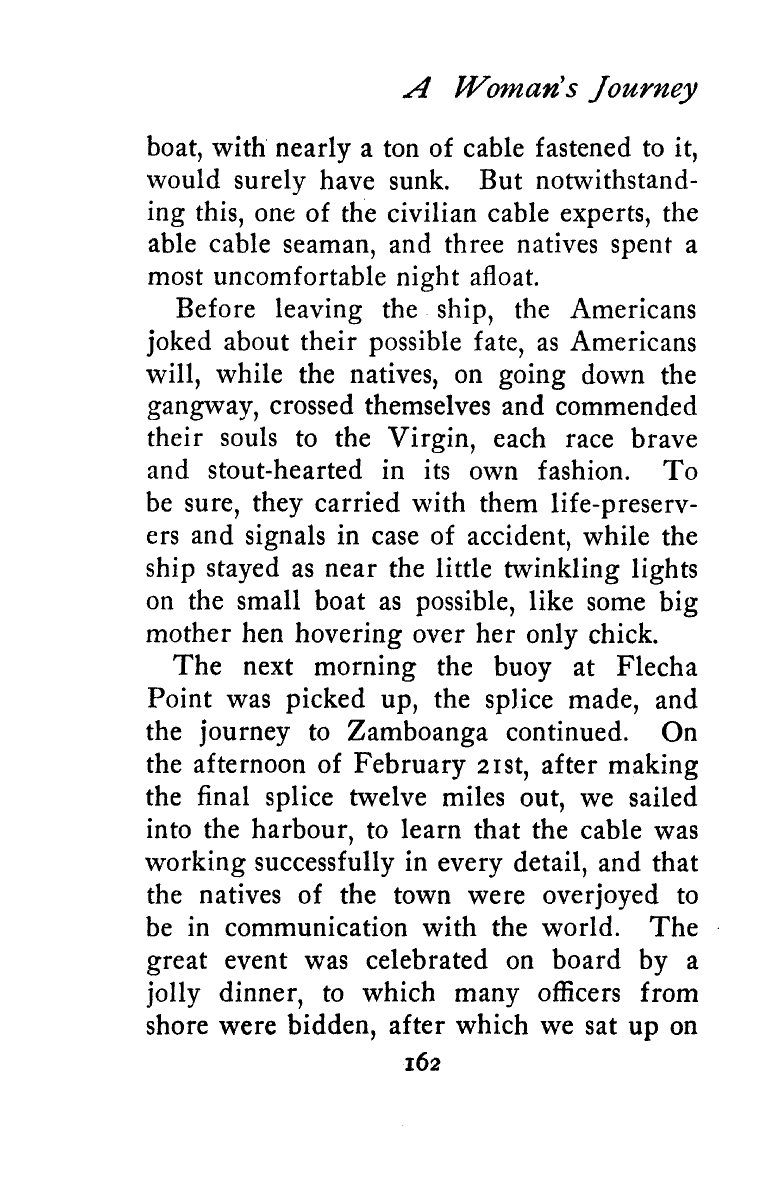 A Woman's Journey
boat, with nearly a ton of cable fastened to it,
would surely have sunk. But notwithstand-
ing this, one of the civilian cable experts, the
able cable seaman, and three natives spent a
most uncomfortable night afloat.
Before leaving the ship, the Americans
joked about their possible fate, as Americans
will, while the natives, on going down the
gangway, crossed themselves and commended
their souls to the Virgin, each race brave
and stout-hearted in its own fashion. To
be sure, they carried with them life-preserv-
ers and signals in case of accident, while the
ship stayed as near the little twinkling lights
on the small boat as possible, like some big
mother hen hovering over her only chick.
The next morning the buoy at Flecha
Point was picked up, the splice made, and
the journey to Zamboanga continued. On
the afternoon of February 21st, after making
the final splice twelve miles out, we sailed
into the harbour, to learn that the cable was
working successfully in every detail, and that
the natives of the town were overjoyed to
be in communication with the world. The
great event was celebrated on board by a
jolly dinner, to which many officers from
shore were bidden, after which we sat up on
162